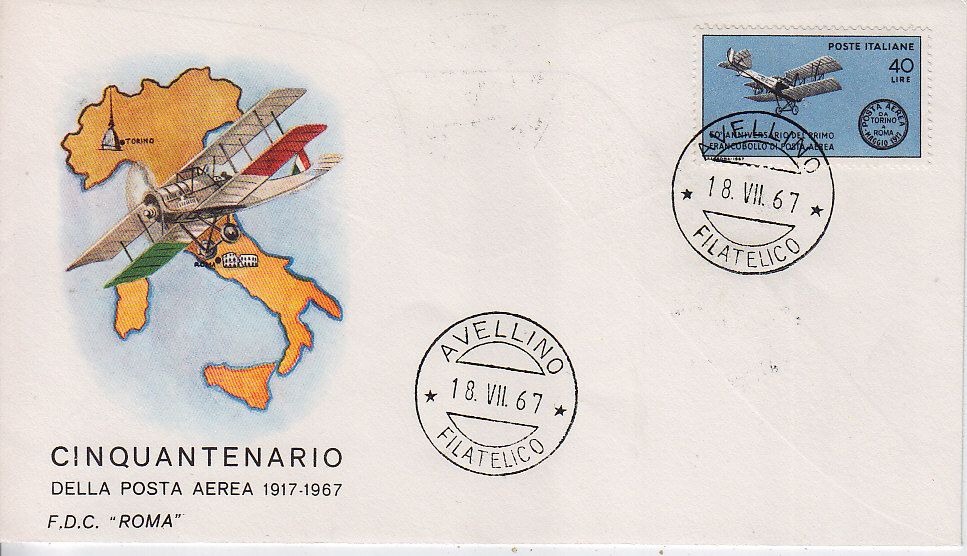 POSTE ITALIANE
40
LIRE
50° ANNIVERSARIO DEL PRIMO
FRANCOBOLLO DI POSTA AEREA
POSTA AEREA
DA
TORINO
A
ROMA
MAGGIO 1917
AVELLINO
18. VII. 67
FILATELICO
TORINO
ROMA
AVELLINO
18. VII. 67
FILATELICO
CINQUANTENARIO
DELLA POSTA AEREA 1917-1967
F.D.C. "ROMA"